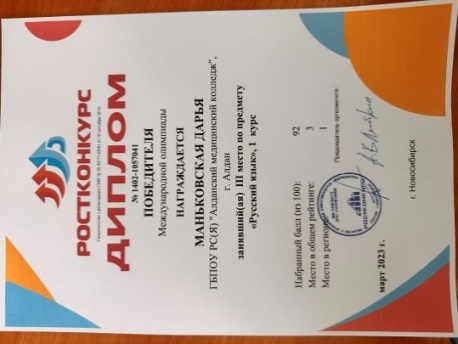 РОСТКОНКУРС
ДИПЛОМ
№ 1402-1057041
ПОБЕДИТЕЛЯ
Международной олимпиады
НАГРАЖДАЕТСЯ
МАНЬКОВСКАЯ ДАРЬЯ
ГБПОУ РС(Я) "Алданский медицинский колледж",
г. Алдан
занявший(ая) III место по предмету
«Русский язык», 1 курс
Набранный балл (из 100): 92
Место в общем рейтинге: 3
Место в регионе: 1
Председатель оргкомитета:
г. Новосибирск
март 2023 г.